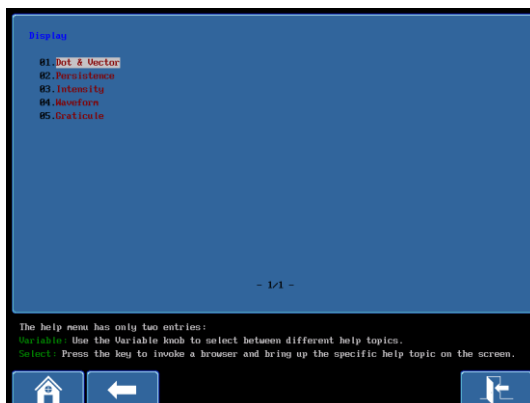 Display
01.Dot & Vector
02.Persistence
03.Intensity
04.Waveform
05.Graticule
- 1/1 -
The help menu has only two entries:
Variable: Use the Variable knob to select between different help topics.
Select: Press the key to invoke a browser and bring up the specific help topic on the screen.